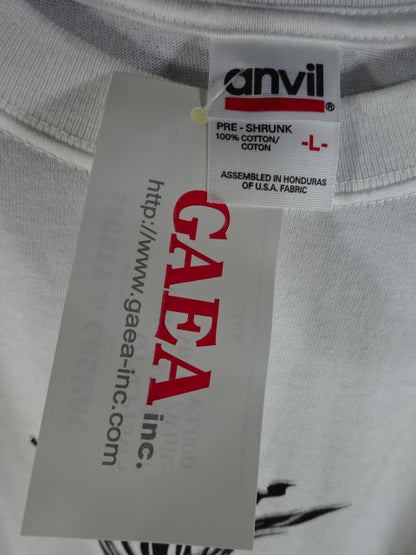 anvil®
PRE - SHRUNK
100% COTTON/
COTON
-L-
ASSEMBLED IN HONDURAS
OF U.S.A. FABRIC
GAEA inc.
http://www.gaea-inc.com